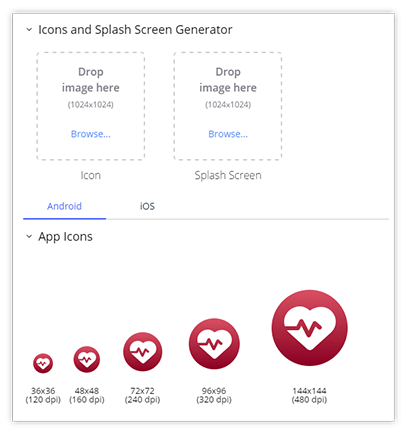 Icons and Splash Screen Generator
Drop
image here
(1024x1024)
Browse...
Icon
Drop
image here
(1024x1024)
Browse...
Splash Screen
Android
iOS
App Icons
36x36
(120 dpi)
48x48
(160 dpi)
72x72
(240 dpi)
96x96
(320 dpi)
144x144
(480 dpi)